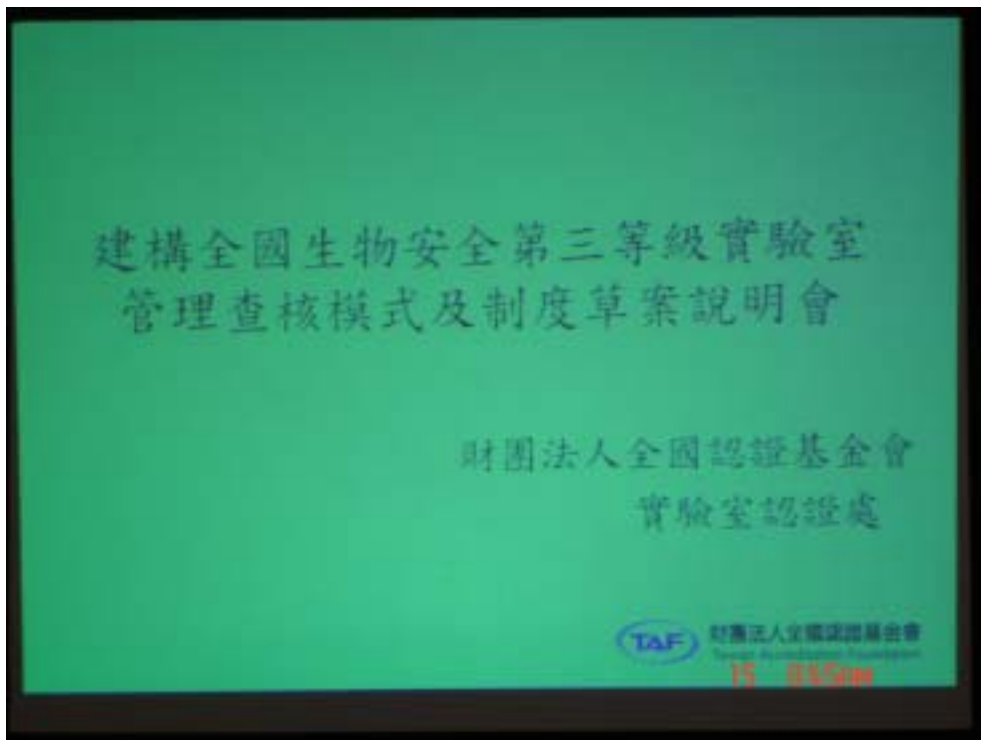 建構全國生物安全第三等級實驗室
管理查核模式及制度草案說明會
財團法人全國認證基金會
實驗室認證處
TAF 財團法人全國認證基金會
Taiwan Accreditation Foundation